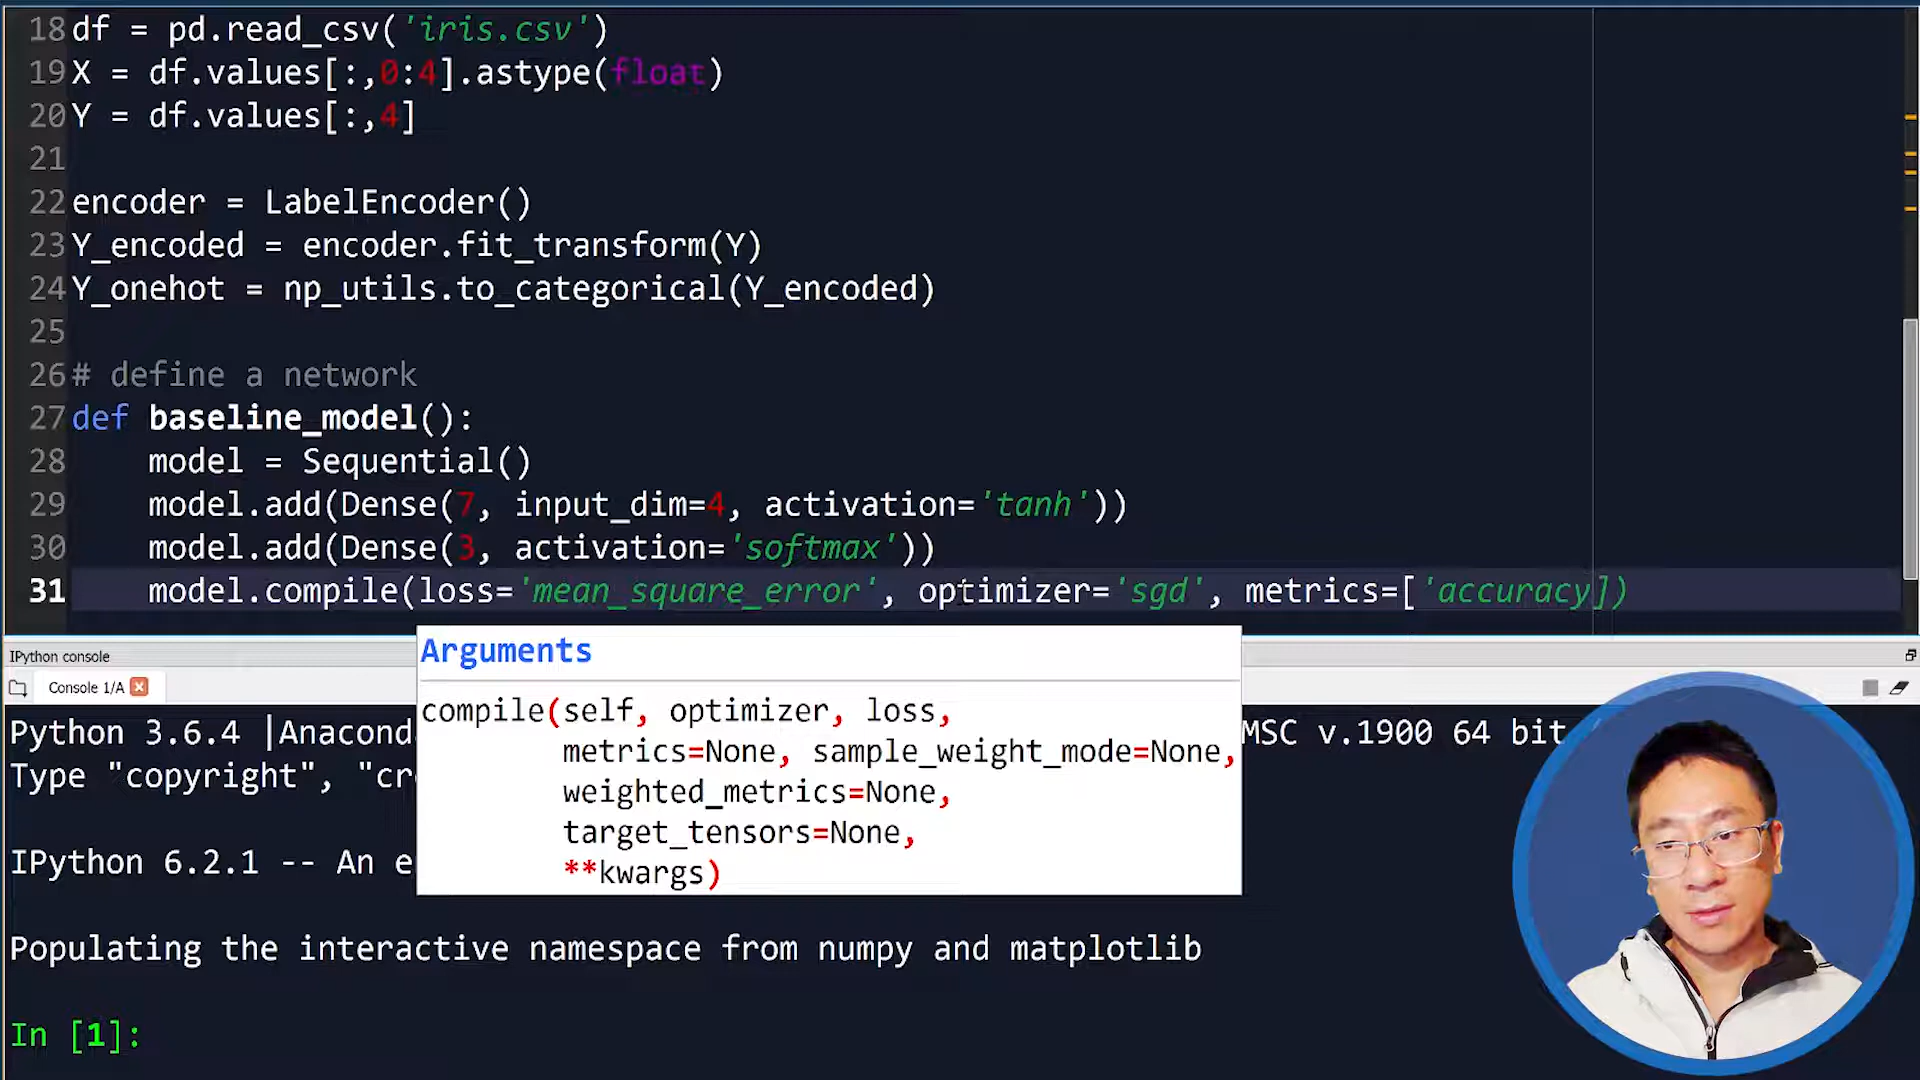 18 df = pd.read_csv('iris.csv')
19 X = df.values[:,0:4].astype(float)
20 Y = df.values[:,4]
21
22 encoder = LabelEncoder()
23 Y_encoded = encoder.fit_transform(Y)
24 Y_onehot = np_utils.to_categorical(Y_encoded)
25
26 # define a network
27 def baseline_model():
28     model = Sequential()
29     model.add(Dense(7, input_dim=4, activation='tanh'))
30     model.add(Dense(3, activation='softmax'))
31     model.compile(loss='mean_square_error', optimizer='sgd', metrics=['accuracy])
Arguments
compile(self, optimizer, loss,
metrics=None, sample_weight_mode=None,
weighted_metrics=None,
target_tensors=None,
**kwargs)
IPython console
Console 1/A
Python 3.6.4 |Anaconda MSC v.1900 64 bit
Type "copyright", "cr
IPython 6.2.1 -- An e
Populating the interactive namespace from numpy and matplotlib
In [1]: